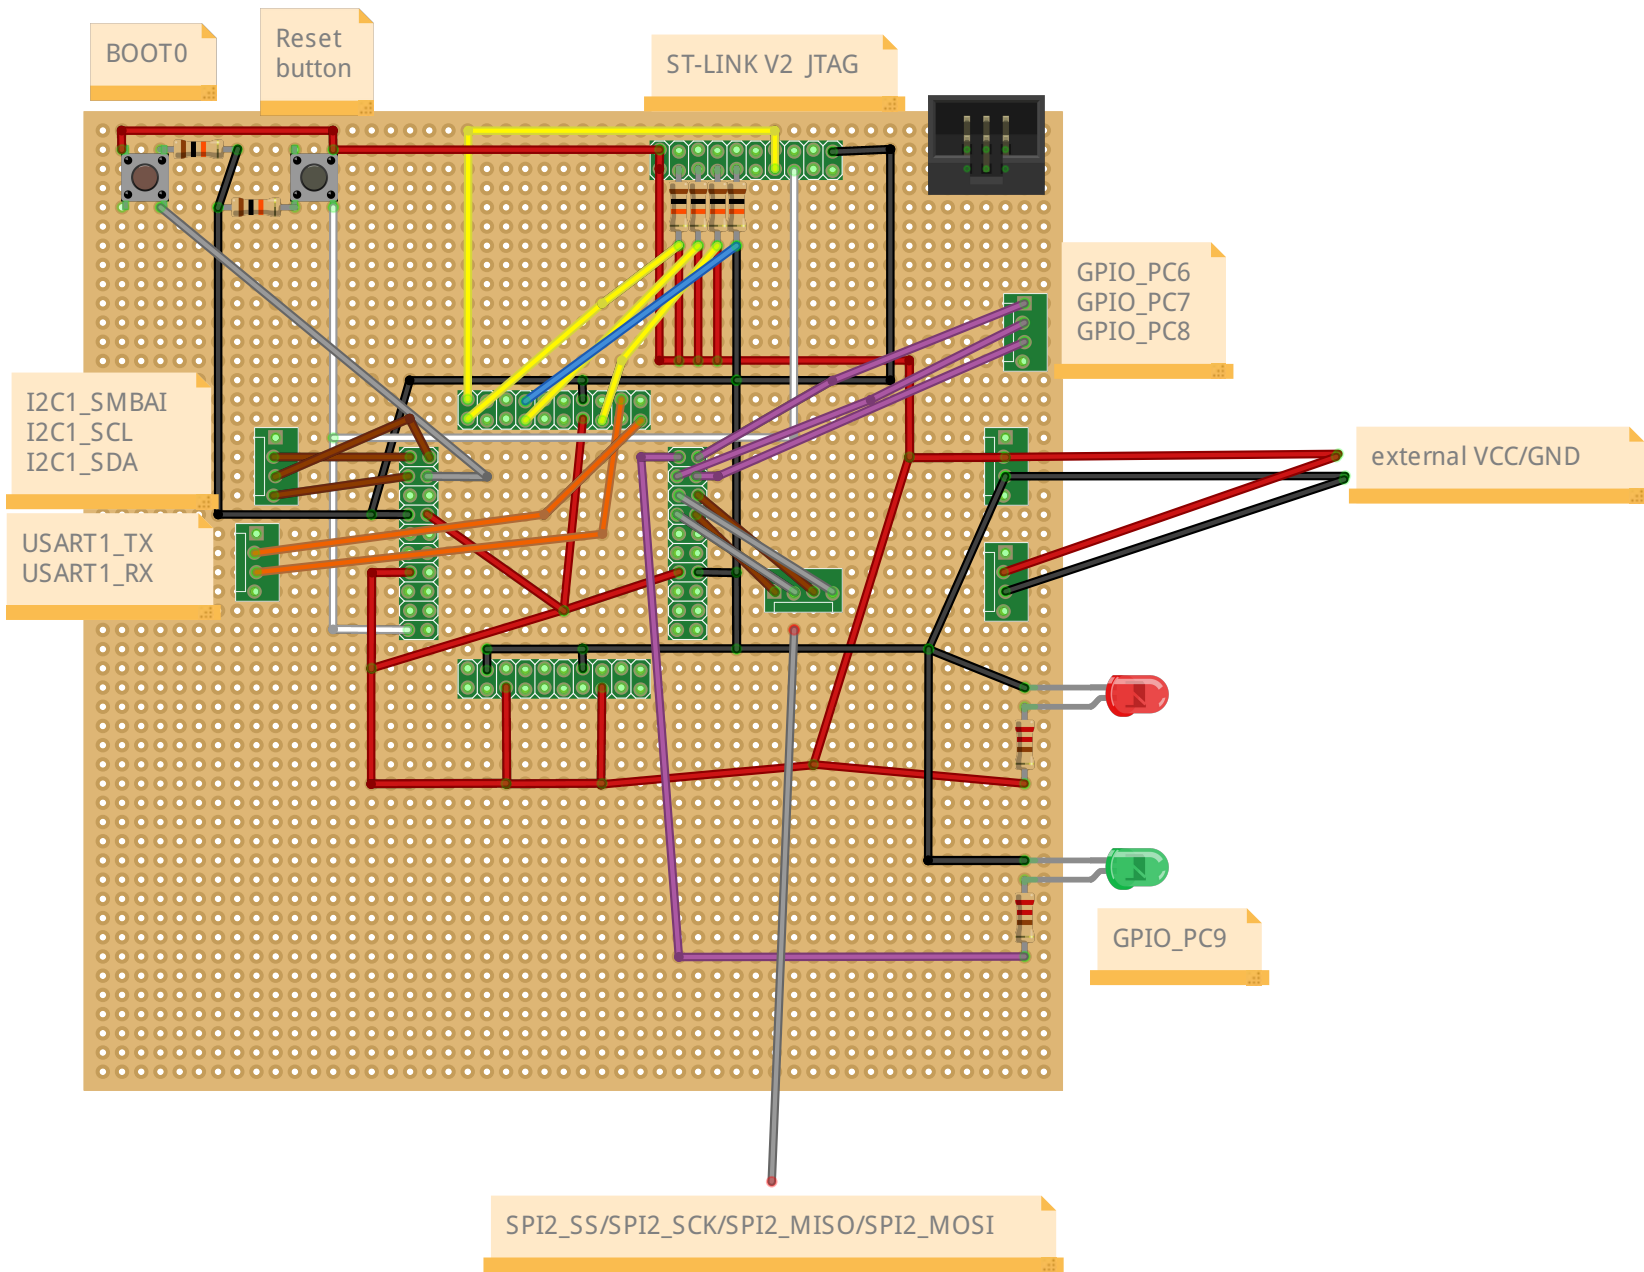 BOOT0
Reset
button
ST-LINK V2 JTAG
GPIO_PC6
GPIO_PC7
GPIO_PC8
I2C1_SMBAI
I2C1_SCL
I2C1_SDA
external VCC/GND
USART1_TX
USART1_RX
GPIO_PC9
SPI2_SS/SPI2_SCK/SPI2_MISO/SPI2_MOSI